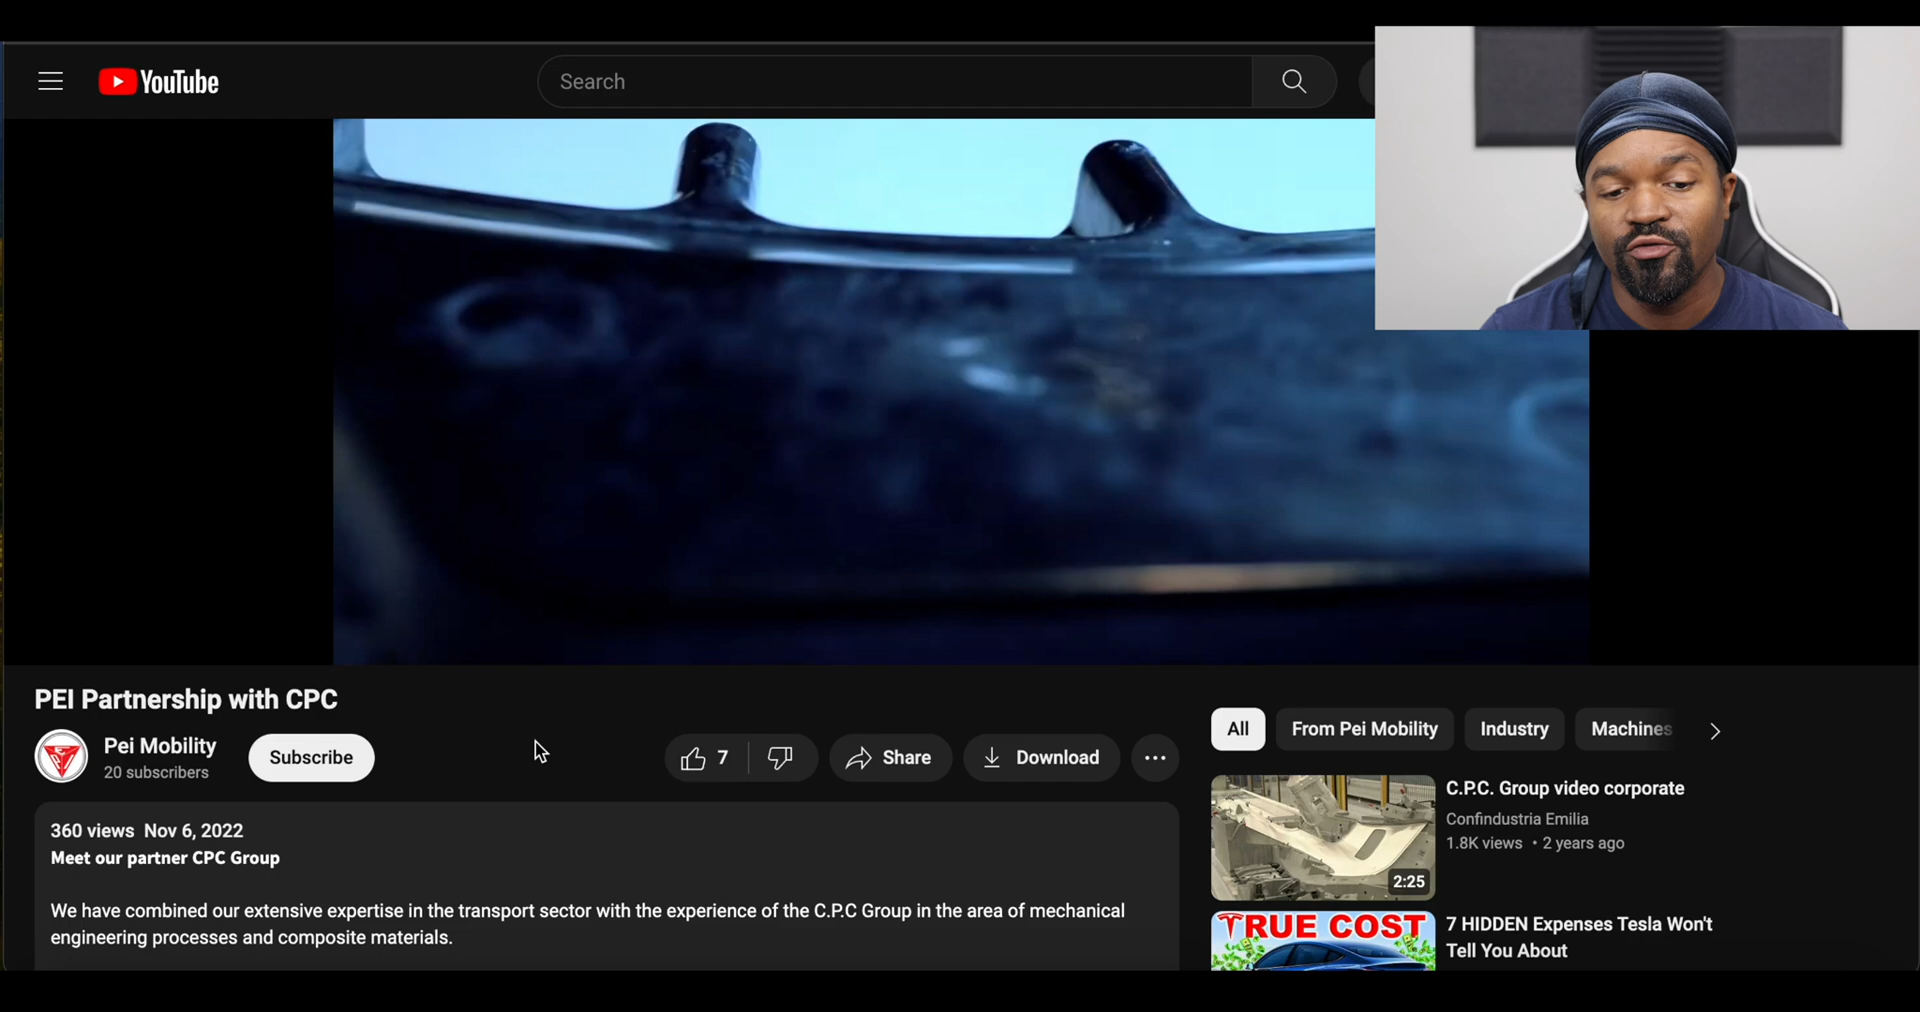 YouTube
Search
PEI Partnership with CPC
Pei Mobility
20 subscribers
Subscribe
7
Share
Download
360 views Nov 6, 2022
Meet our partner CPC Group
We have combined our extensive expertise in the transport sector with the experience of the C.P.C Group in the area of mechanical
engineering processes and composite materials.
All
From Pei Mobility
Industry
Machines
2:25
C.P.C. Group video corporate
Confindustria Emilia
1.8K views • 2 years ago
TRUE COST
7 HIDDEN Expenses Tesla Won't
Tell You About